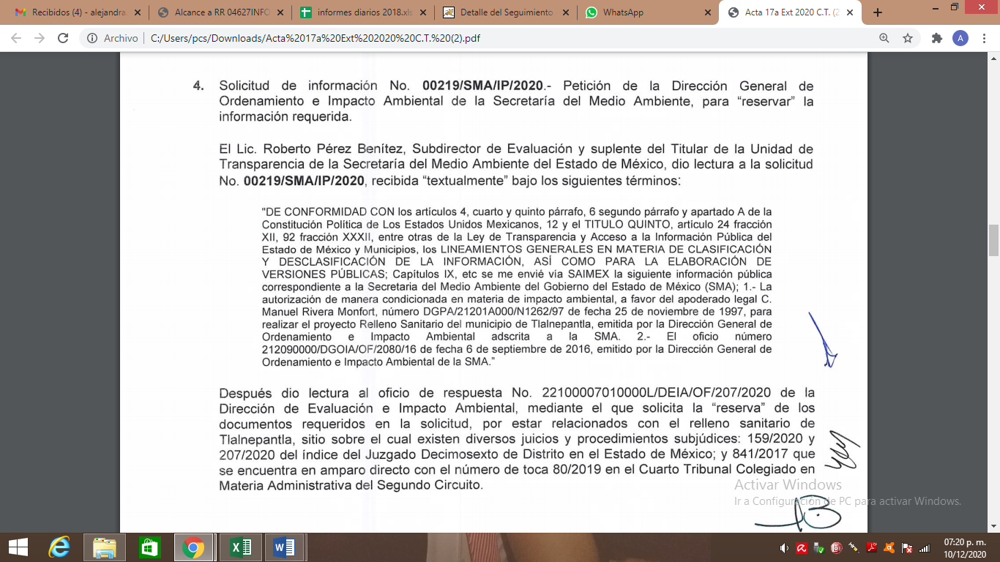 Recibidos (4) - alejandra
Alcance a RR 04627INFO
informes diarios 2018.xls
Detalle del Seguimiento
WhatsApp
Acta 17a Ext 2020 C.T. (2
Archivo
C:/Users/pcs/Downloads/Acta%2017a%20Ext%202020%20C.T.%20(2).pdf
A
4. Solicitud de información No. 00219/SMA/IP/2020.- Petición de la Dirección General de
Ordenamiento e Impacto Ambiental de la Secretaría del Medio Ambiente, para “reservar” la
información requerida.
El Lic. Roberto Pérez Benítez, Subdirector de Evaluación y suplente del Titular de la Unidad de
Transparencia de la Secretaría del Medio Ambiente del Estado de México, dio lectura a la solicitud
No. 00219/SMA/IP/2020, recibida “textualmente” bajo los siguientes términos:
"DE CONFORMIDAD CON los artículos 4, cuarto y quinto párrafo, 6 segundo párrafo y apartado A de la
Constitución Política de Los Estados Unidos Mexicanos, 12 y el TITULO QUINTO, artículo 24 fracción
XII, 92 fracción XXXII, entre otras de la Ley de Transparencia y Acceso a la Información Pública del
Estado de México y Municipios, los LINEAMIENTOS GENERALES EN MATERIA DE CLASIFICACIÓN
Y DESCLASIFICACIÓN DE LA INFORMACIÓN, ASÍ COMO PARA LA ELABORACIÓN DE
VERSIONES PÚBLICAS; Capítulos IX, etc se me envié vía SAIMEX la siguiente información pública
correspondiente a la Secretaria del Medio Ambiente del Gobierno del Estado de México (SMA); 1.- La
autorización de manera condicionada en materia de impacto ambiental, a favor del apoderado legal C.
Manuel Rivera Monfort, número DGPA/21201A000/N1262/97 de fecha 25 de noviembre de 1997, para
realizar el proyecto Relleno Sanitario del municipio de Tlalnepantla, emitida por la Dirección General de
Ordenamiento e Impacto Ambiental adscrita a la SMA. 2.- El oficio número
212090000/DGOIA/OF/2080/16 de fecha 6 de septiembre de 2016, emitido por la Dirección General de
Ordenamiento e Impacto Ambiental de la SMA.”
Después dio lectura al oficio de respuesta No. 22100007010000L/DEIA/OF/207/2020 de la
Dirección de Evaluación e Impacto Ambiental, mediante el que solicita la “reserva” de los
documentos requeridos en la solicitud, por estar relacionados con el relleno sanitario de
Tlalnepantla, sitio sobre el cual existen diversos juicios y procedimientos subjúdices: 159/2020 y
207/2020 del índice del Juzgado Decimosexto de Distrito en el Estado de México; y 841/2017 que
se encuentra en amparo directo con el número de toca 80/2019 en el Cuarto Tribunal Colegiado en
Materia Administrativa del Segundo Circuito.
Activar Windows
Ir a Configuración de PC para activar Windows.
07:20 p. m.
10/12/2020